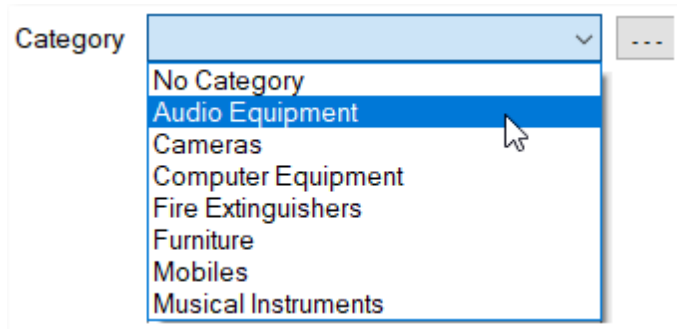 Category
...
No Category
Audio Equipment
Cameras
Computer Equipment
Fire Extinguishers
Furniture
Mobiles
Musical Instruments